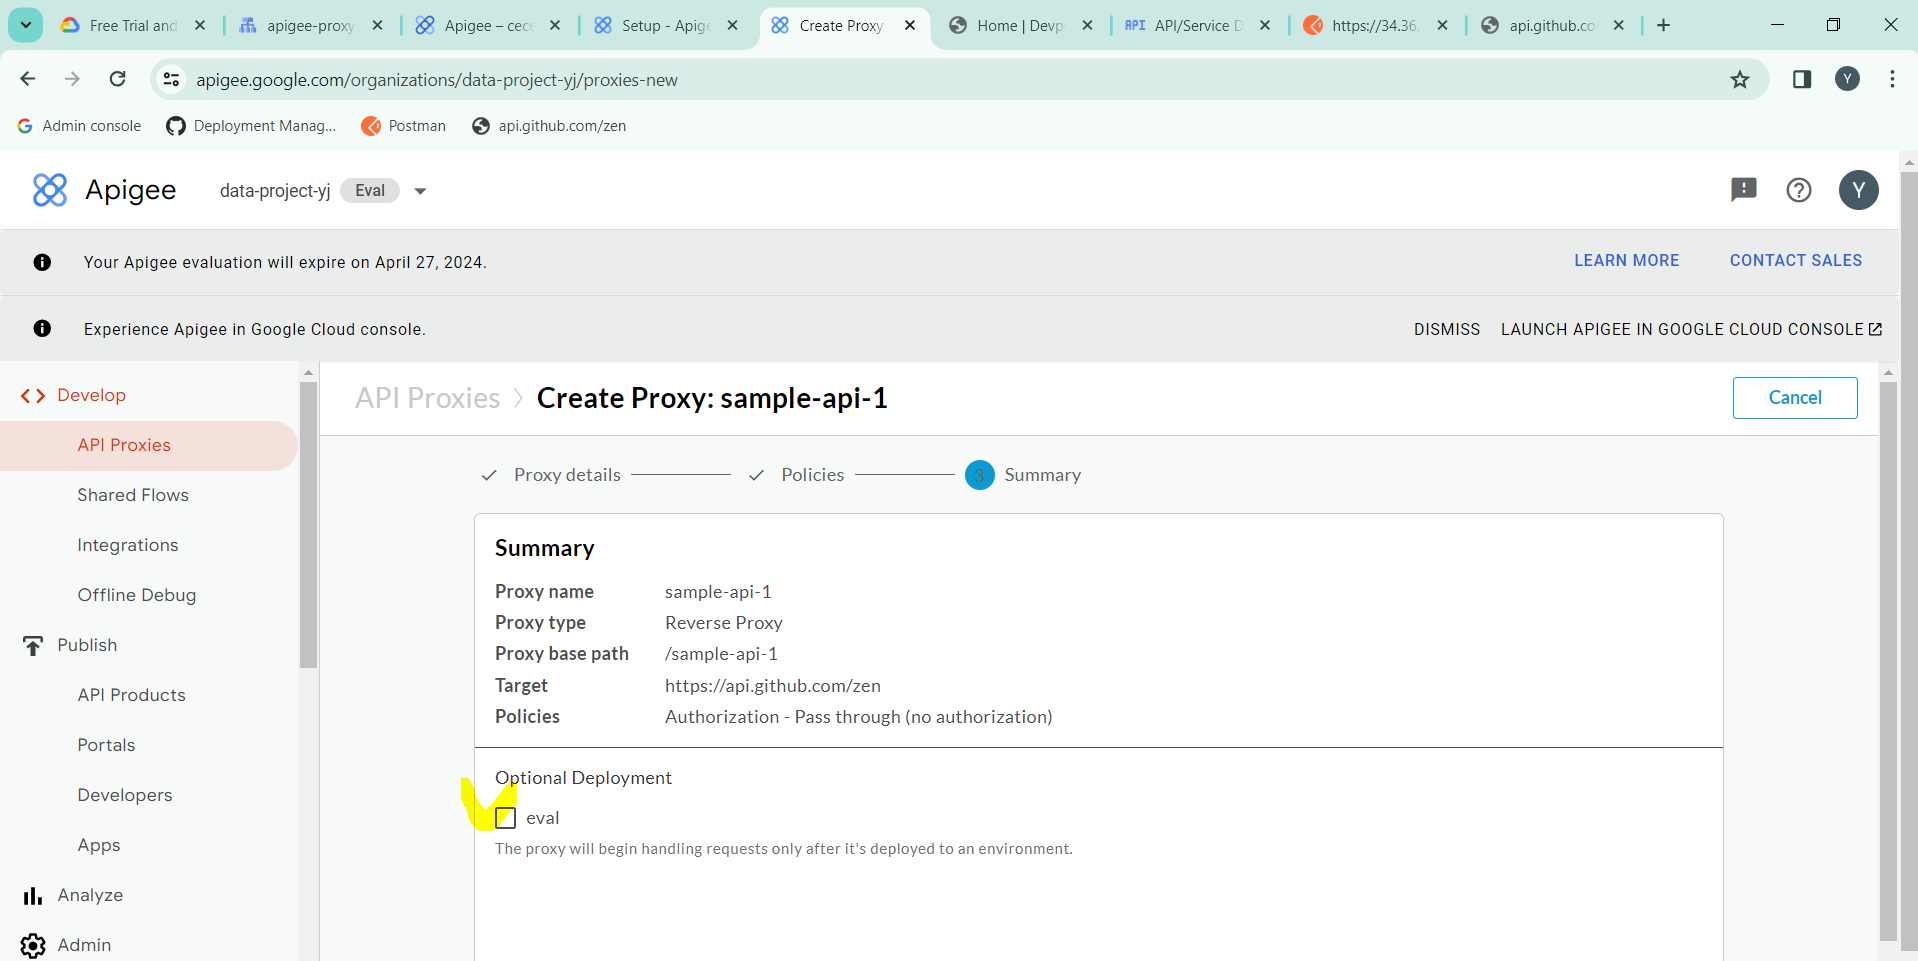 Free Trial and
apigee-proxy
Apigee – cece
Setup - Apige
Create Proxy
Home | Devpo
API API/Service D
https://34.36.
api.github.co
apigee.google.com/organizations/data-project-yj/proxies-new
Y
Admin console
Deployment Manag...
Postman
api.github.com/zen
Apigee
data-project-yj
Eval
Y
Your Apigee evaluation will expire on April 27, 2024.
LEARN MORE
CONTACT SALES
Experience Apigee in Google Cloud console.
DISMISS
LAUNCH APIGEE IN GOOGLE CLOUD CONSOLE
Develop
API Proxies
Shared Flows
Integrations
Offline Debug
Publish
API Products
Portals
Developers
Apps
Analyze
Admin
API Proxies > Create Proxy: sample-api-1
Cancel
Proxy details
Policies
3 Summary
Summary
Proxy name sample-api-1
Proxy type Reverse Proxy
Proxy base path /sample-api-1
Target https://api.github.com/zen
Policies Authorization - Pass through (no authorization)
Optional Deployment
eval
The proxy will begin handling requests only after it's deployed to an environment.